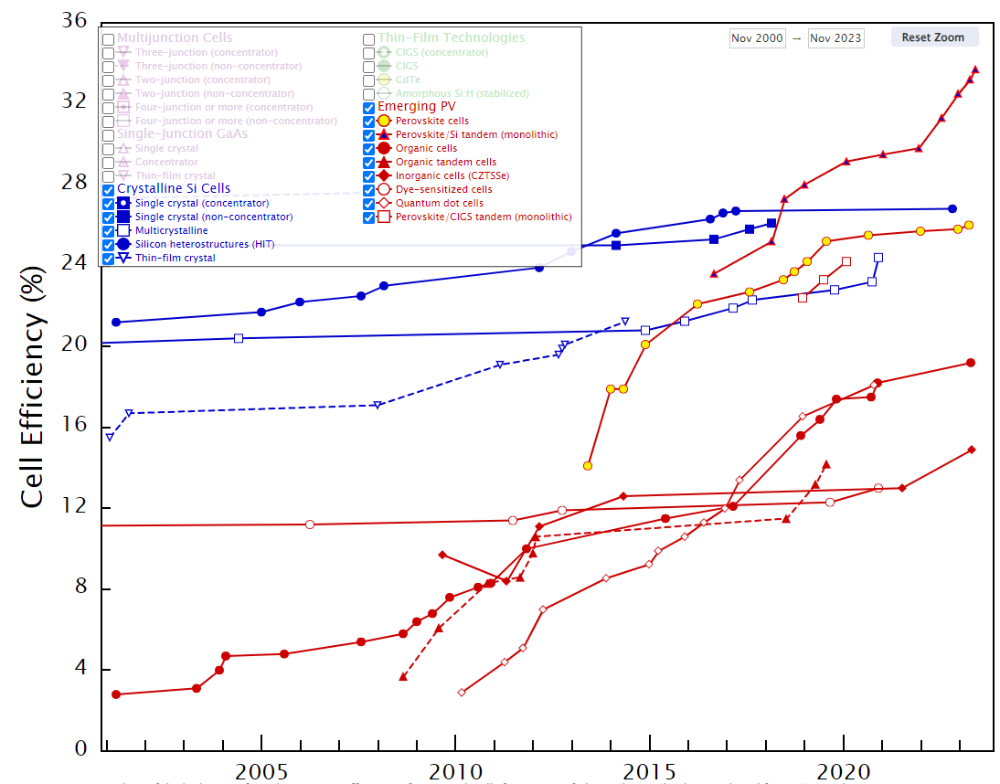 36
Nov 2000 → Nov 2023 Reset Zoom
Multijunction Cells
Three-junction (concentrator)
Three-junction (non-concentrator)
Two-junction (concentrator)
Two-junction (non-concentrator)
Four-junction or more (concentrator)
Four-junction or more (non-concentrator)
Single-Junction GaAs
Single crystal
Concentrator
Thin-film crystal
Crystalline Si Cells
Single crystal (concentrator)
Single crystal (non-concentrator)
Multicrystalline
Silicon heterostructures (HIT)
Thin-film crystal
Thin-Film Technologies
CIGS (concentrator)
CIGS
CdTe
Amorphous Si:H (stabilized)
Emerging PV
Perovskite cells
Perovskite/Si tandem (monolithic)
Organic cells
Organic tandem cells
Inorganic cells (CZTSSe)
Dye-sensitized cells
Quantum dot cells
Perovskite/CIGS tandem (monolithic)
32
28
24
20
16
12
8
4
0
Cell Efficiency (%)
2005 2010 2015 2020